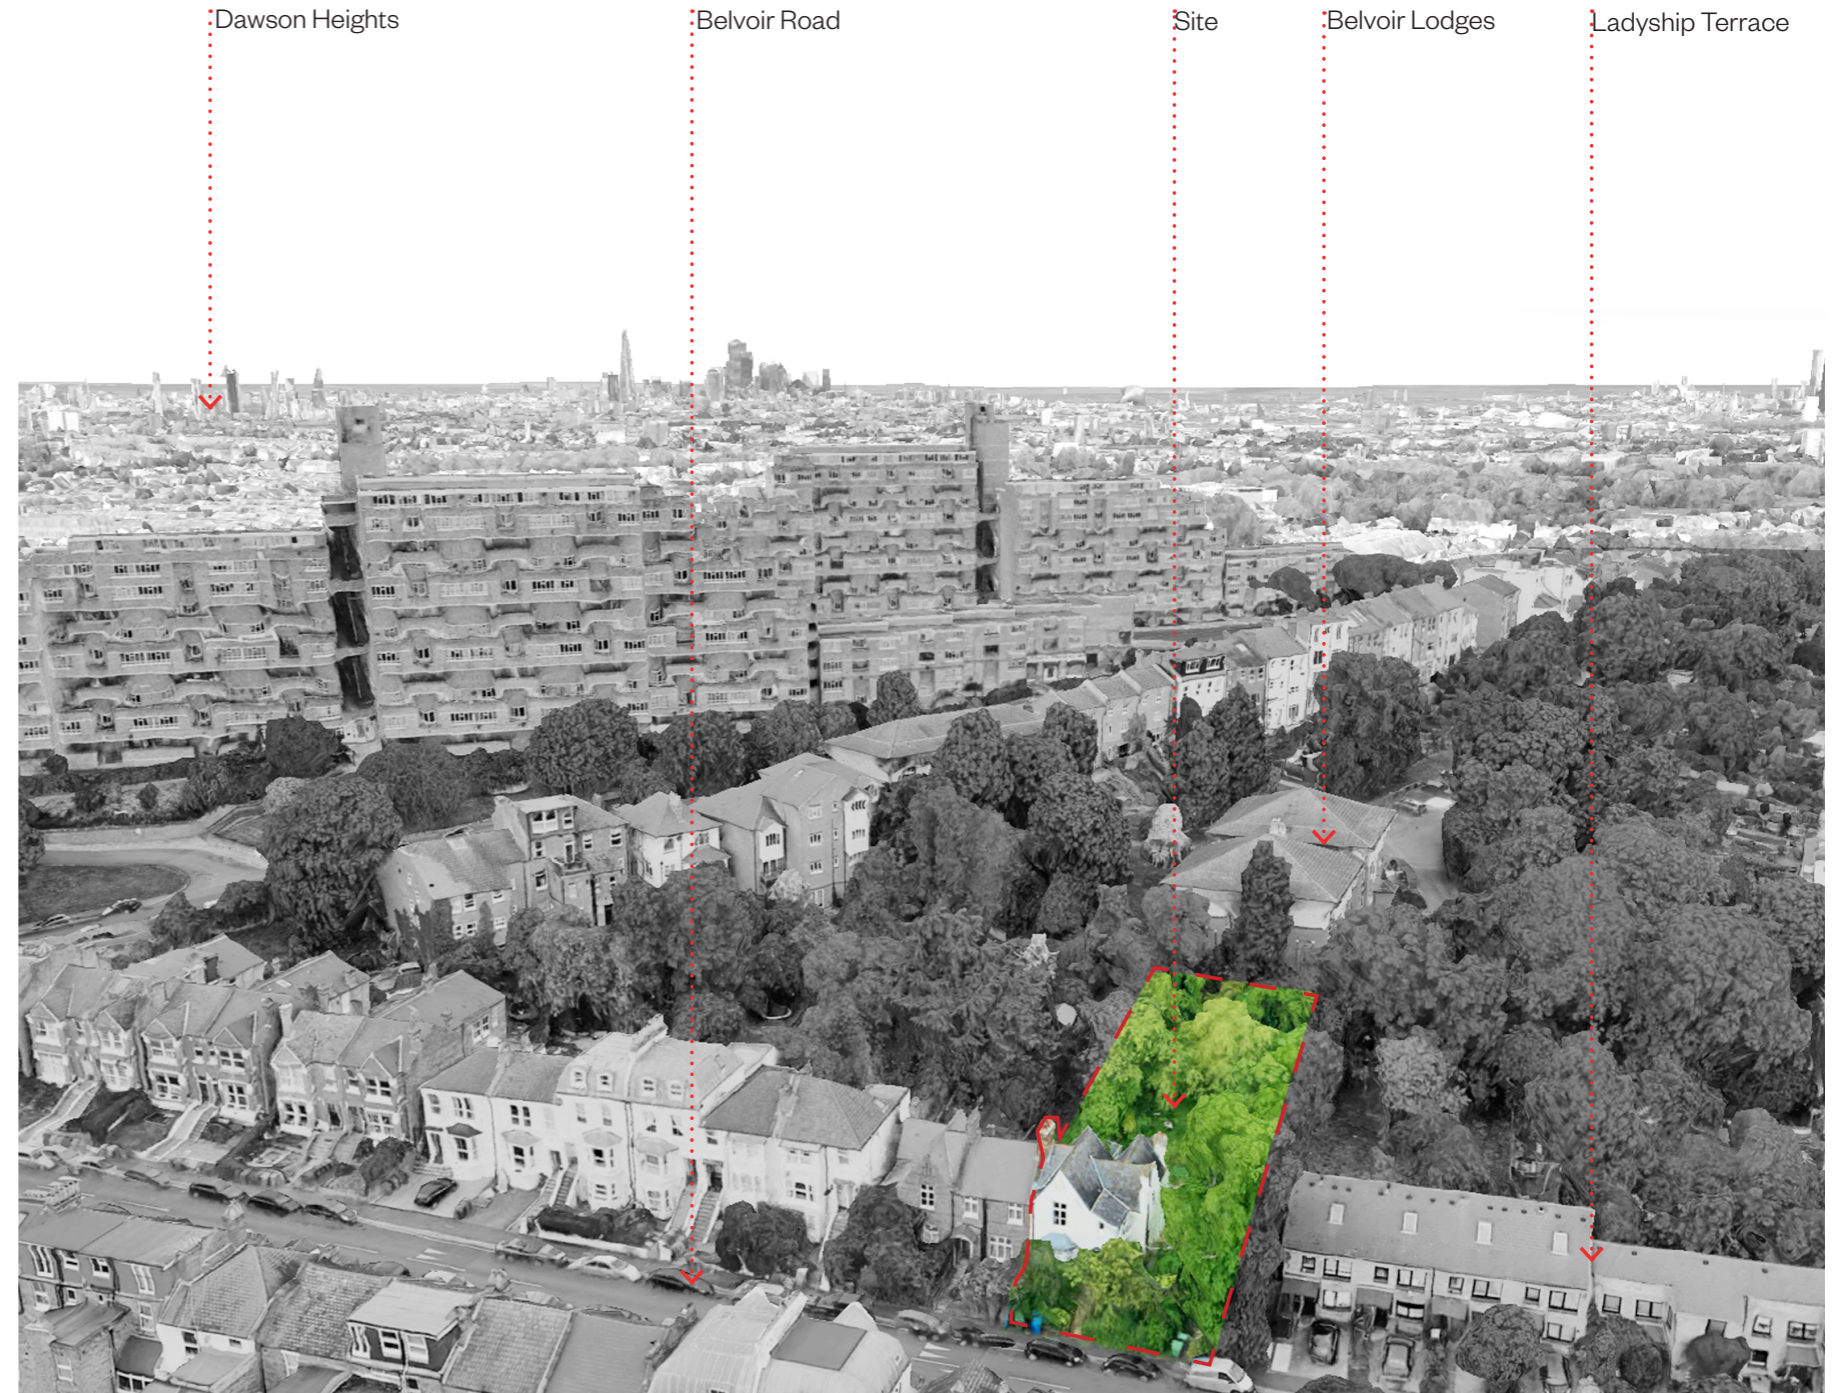 Dawson Heights
Belvoir Road
Site
Belvoir Lodges
Ladyship Terrace